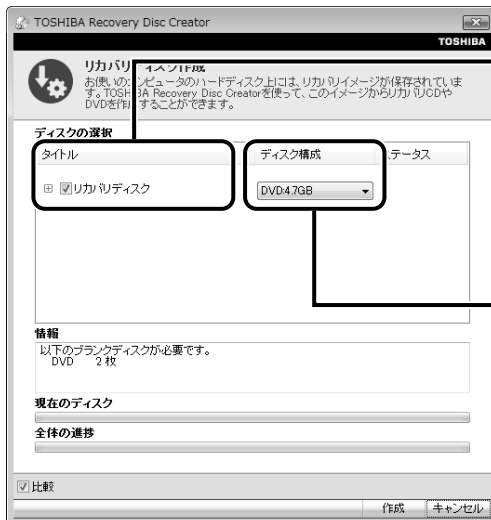 TOSHIBA Recovery Disc Creator
TOSHIBA
リカバリ ィスク作成
お使いの ンピュータのハードディスク上には、リカバリイメージが保存されていま
す。TOSHI A Recovery Disc Creatorを使って、このイメージからリカバリCDや
DVDを作 することができます。
ディスクの選択
タイトル ディスク構成 ータス
リカバリディスク DVD:4.7GB
情報
以下のブランクディスクが必要です。
DVD 2 枚
現在のディスク
全体の進捗
比較
作成 キャンセル